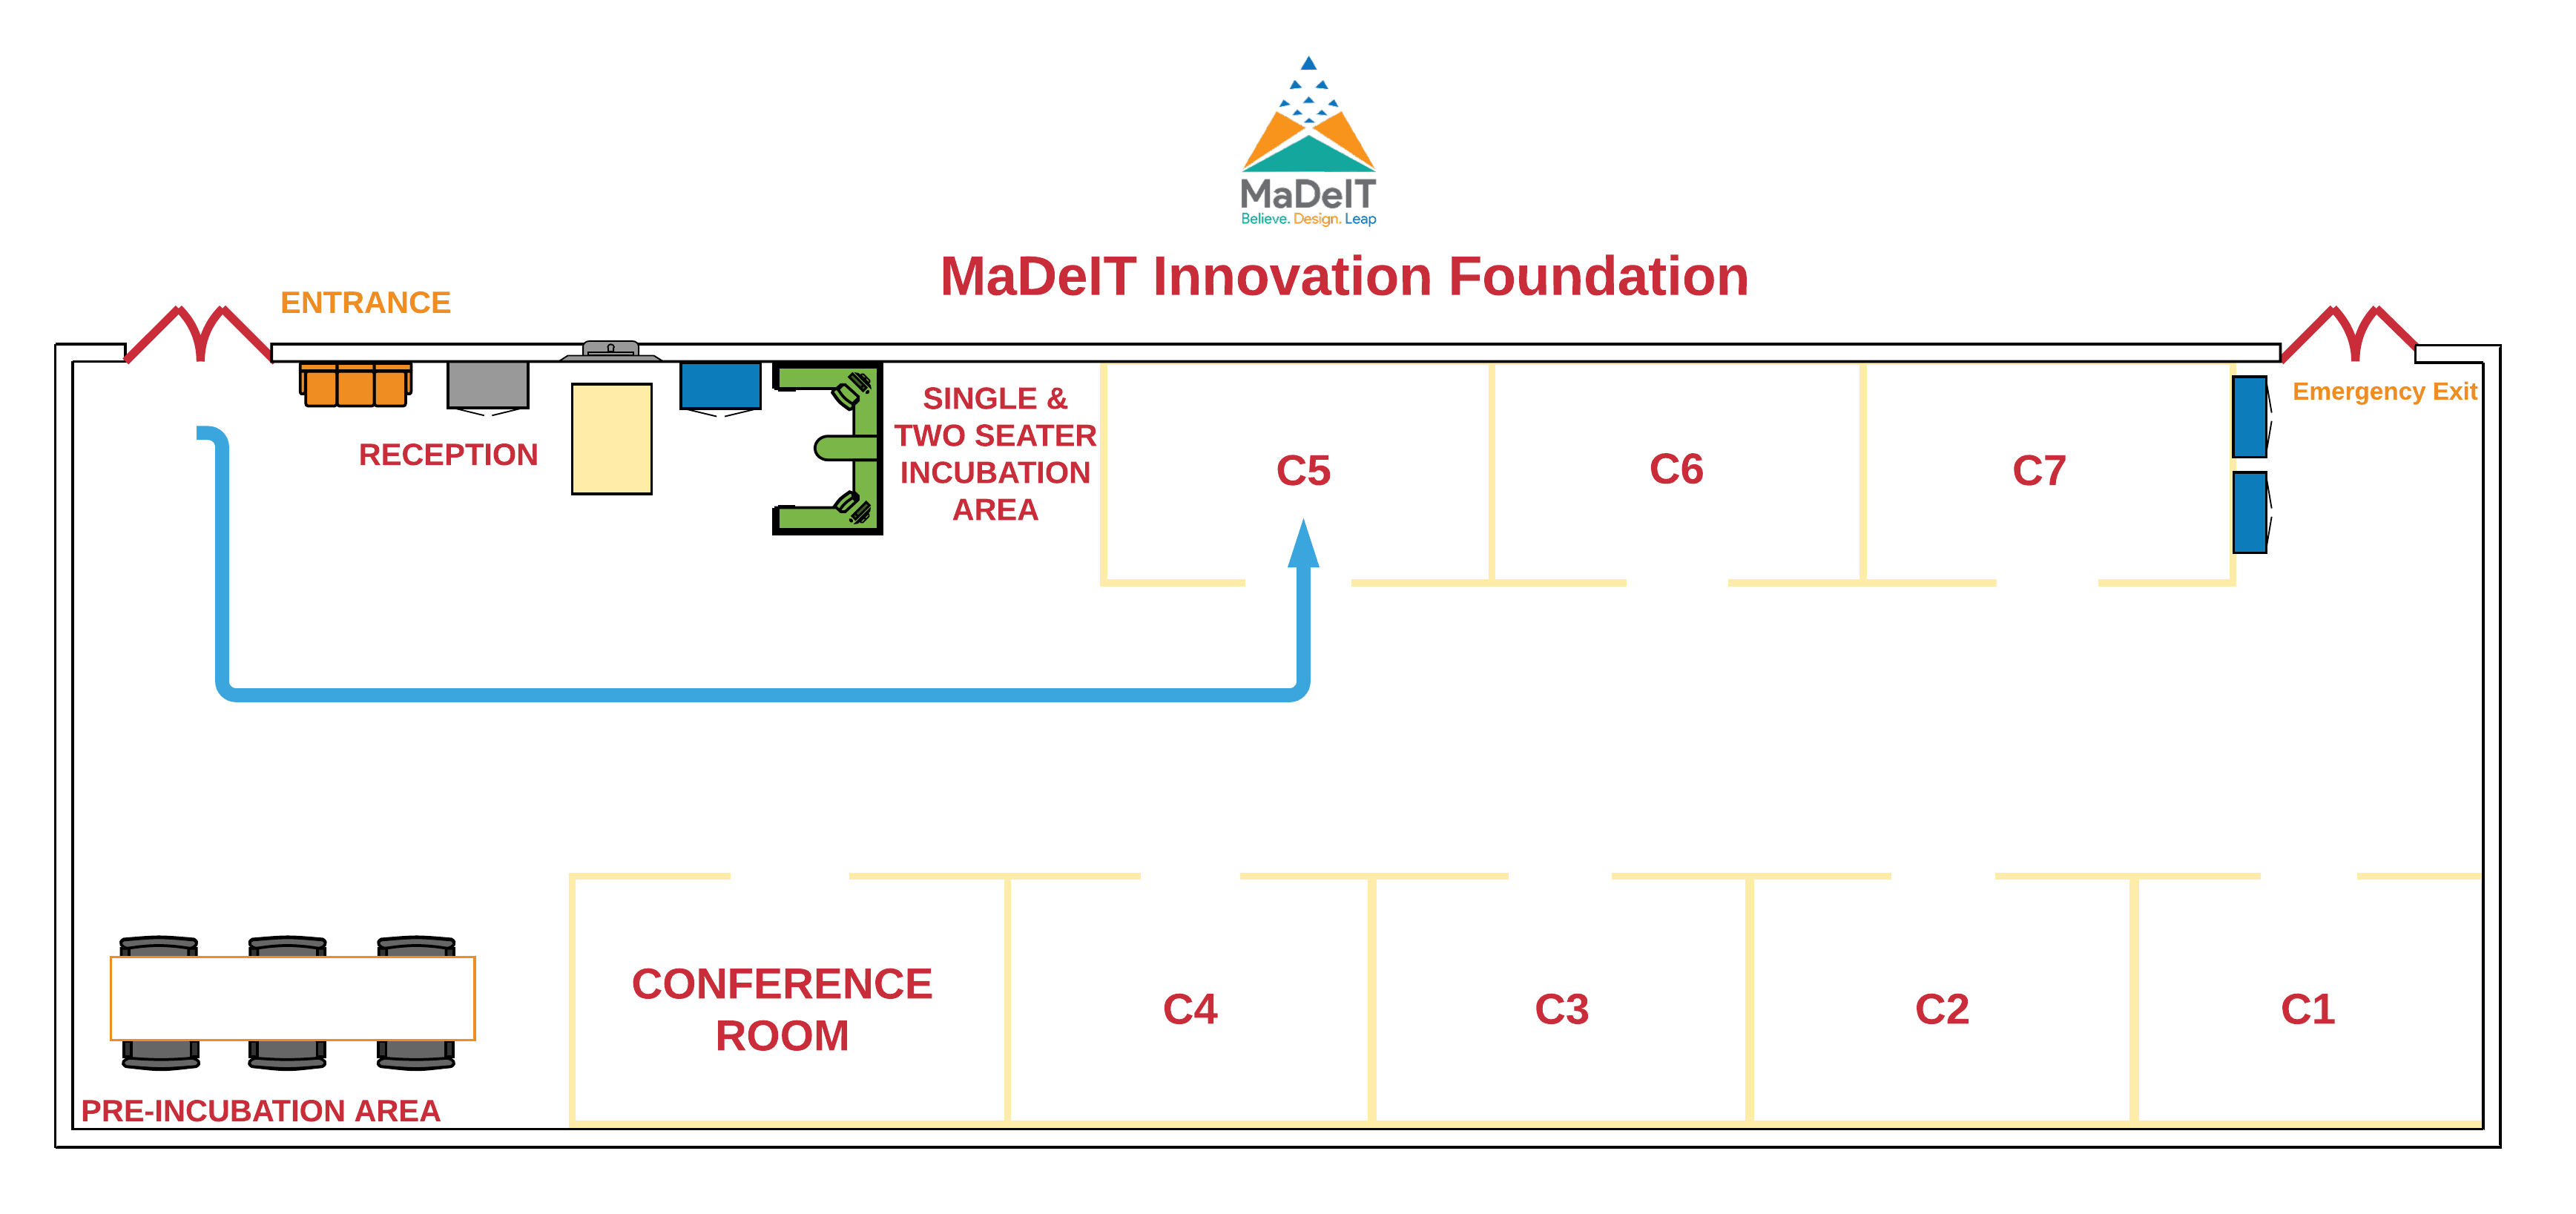 MaDeIT
Believe. Design. Leap
MaDeIT Innovation Foundation
ENTRANCE
Emergency Exit
RECEPTION
SINGLE &
TWO SEATER
INCUBATION
AREA
C5
C6
C7
CONFERENCE
ROOM
C4
C3
C2
C1
PRE-INCUBATION AREA